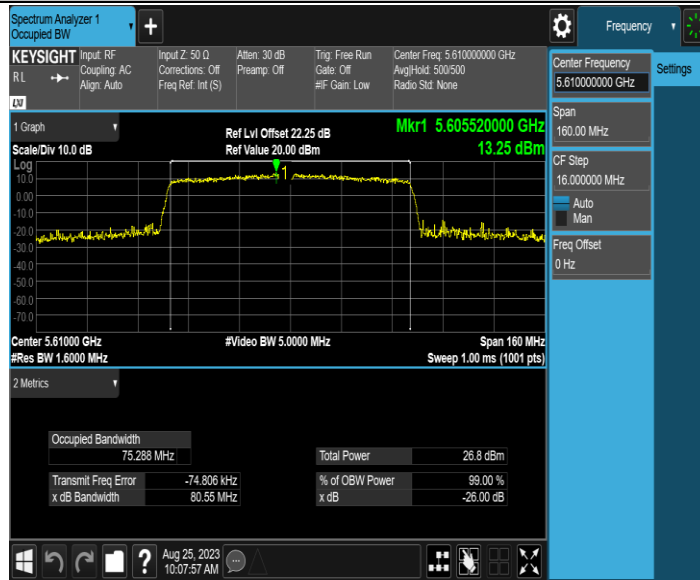 Spectrum Analyzer 1
Occupied BW
+
Frequency
KEYSIGHT
RL
LXI
Input: RF
Coupling: AC
Align: Auto
Input Z: 50 Ω
Corrections: Off
Freq Ref: Int (S)
Atten: 30 dB
Preamp: Off
Trig: Free Run
Gate: Off
#IF Gain: Low
Center Freq: 5.610000000 GHz
Avg|Hold: 500/500
Radio Std: None
Center Frequency
5.610000000 GHz
Settings
Span
160.00 MHz
CF Step
16.000000 MHz
Auto
Man
Freq Offset
0 Hz
1 Graph
Scale/Div 10.0 dB
Ref Lvl Offset 22.25 dB
Ref Value 20.00 dBm
Mkr1 5.605520000 GHz
13.25 dBm
Log
10.0
0.00
-10.0
-20.0
-30.0
-40.0
-50.0
-60.0
-70.0
1
Center 5.61000 GHz
#Res BW 1.6000 MHz
#Video BW 5.0000 MHz
Span 160 MHz
Sweep 1.00 ms (1001 pts)
2 Metrics
Occupied Bandwidth
75.288 MHz
Total Power 26.8 dBm
Transmit Freq Error -74.806 kHz
% of OBW Power 99.00 %
x dB Bandwidth 80.55 MHz
x dB -26.00 dB
?
Aug 25, 2023
10:07:57 AM